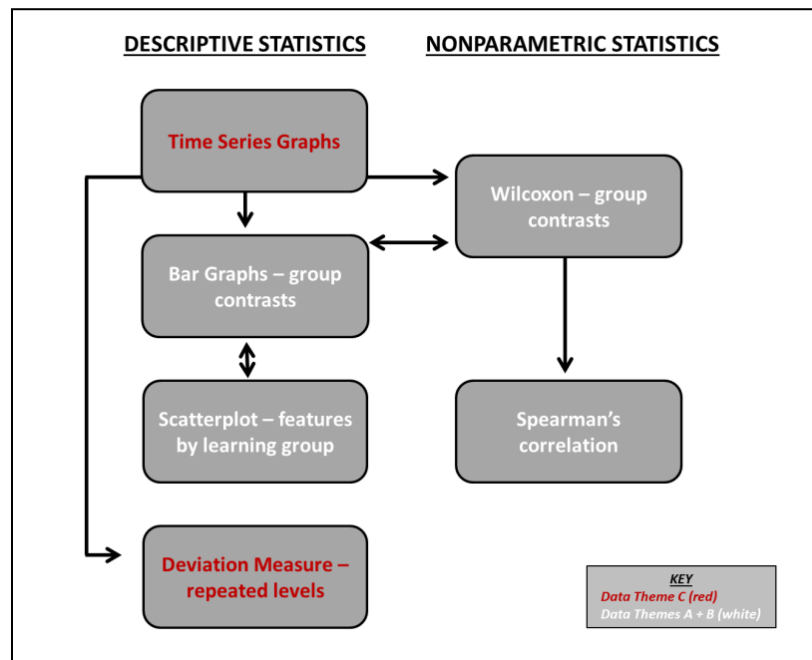 DESCRIPTIVE STATISTICS
NONPARAMETRIC STATISTICS
Time Series Graphs
Wilcoxon – group
contrasts
Bar Graphs – group
contrasts
Scatterplot – features
by learning group
Spearman's
correlation
Deviation Measure –
repeated levels
KEY
Data Theme C (red)
Data Themes A + B (white)